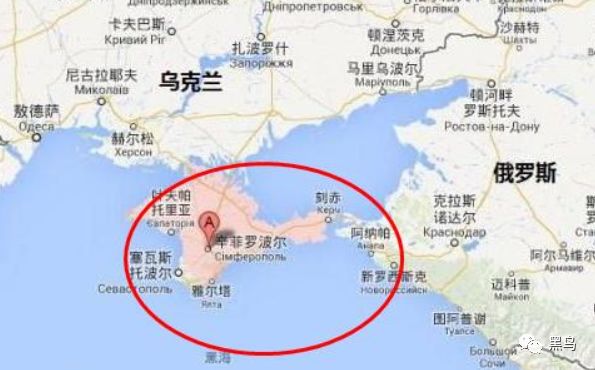 Дніпропетровськ
Горлівка
卡夫巴斯
Кривий Ріг
扎波罗什
Запоріжжя
顿涅茨克
Донецьк
沙赫特
Шахты
尼古拉耶夫
Миколаїв
乌克兰
马里乌波尔
Маріуполь
敖德萨
Одеса
赫尔松
Херсон
顿河畔
罗斯托夫
Ростов-на-Дону
俄罗斯
叶夫帕
托里亚
Євпаторія
刻赤
Керч
克拉斯
诺达尔
Краснодар
A
辛菲罗波尔
Сімферополь
阿纳帕
Анапа
阿尔马维尔
Армавир
塞瓦斯
托波尔
Севастополь
雅尔塔
Ялта
新罗西斯克
Новороссийск
迈科普
Майкоп
图阿普谢
Туапсе
黑海
Большой
Сочи
黑鸟